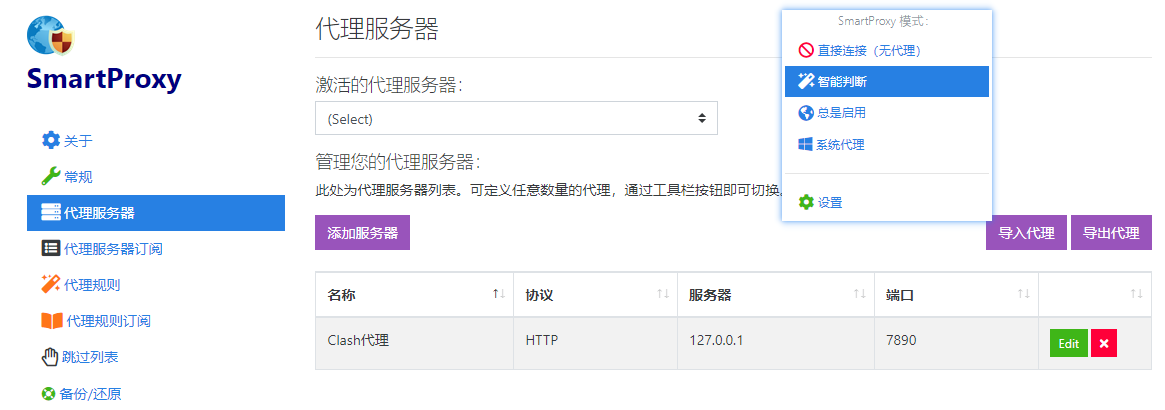 SmartProxy
关于
常规
代理服务器
代理服务器订阅
代理规则
代理规则订阅
跳过列表
备份/还原
代理服务器
激活的代理服务器:
(Select)
管理您的代理服务器:
此处为代理服务器列表。可定义任意数量的代理，通过工具栏按钮即可切换。
添加服务器
导入代理
导出代理
名称 协议 服务器 端口
Clash代理 HTTP 127.0.0.1 7890 Edit
SmartProxy 模式:
直接连接（无代理）
智能判断
总是启用
系统代理
设置